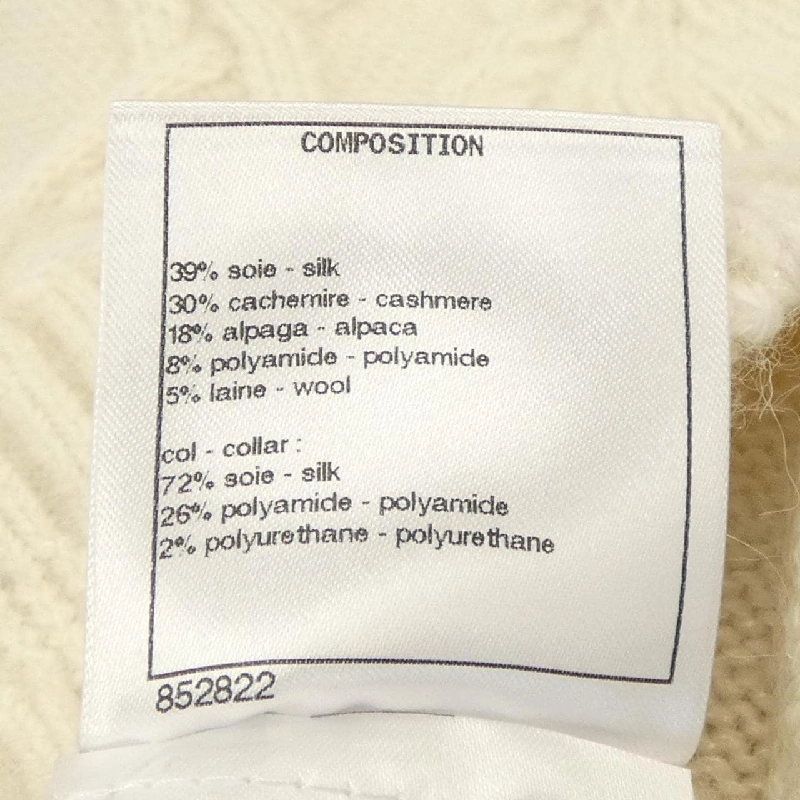 COMPOSITION
39% soie - silk
30% cachemire - cashmere
18% alpaga - alpaca
8% polyamide - polyamide
5% laine - wool
col - collar :
72% soie - silk
26% polyamide - polyamide
2% polyurethane - polyurethane
852822